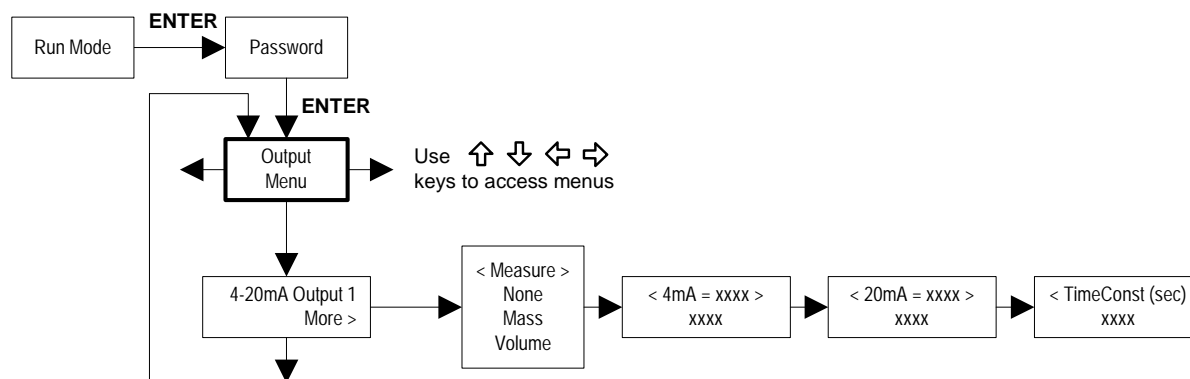 ENTER
Run Mode
Password
ENTER
Output
Menu
Use ⇧ ⇩ ⇦ ⇨
keys to access menus
4-20mA Output 1
More >
< Measure >
None
Mass
Volume
< 4mA = xxxx >
xxxx
< 20mA = xxxx >
xxxx
< TimeConst (sec)
xxxx